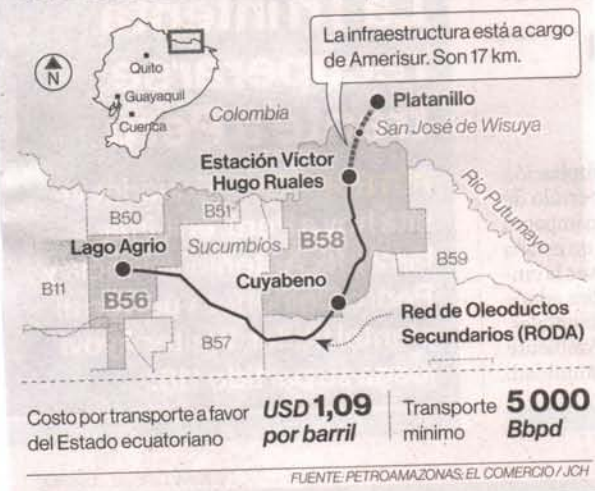 La infraestructura está a cargo
de Amerisur. Son 17 km.
N
Quito
Guayaquil
Cuenca
Colombia
Platanillo
San José de Wisuya
Estación Víctor
Hugo Ruales
Río Putumayo
B50
B51
Lago Agrio
Sucumbíos
B58
B59
B11
B56
Cuyabeno
B57
Red de Oleoductos
Secundarios (RODA)
Costo por transporte a favor
del Estado ecuatoriano
USD 1,09
por barril
Transporte
mínimo
5 000
Bbpd
FUENTE: PETROAMAZONAS; EL COMERCIO / JCH